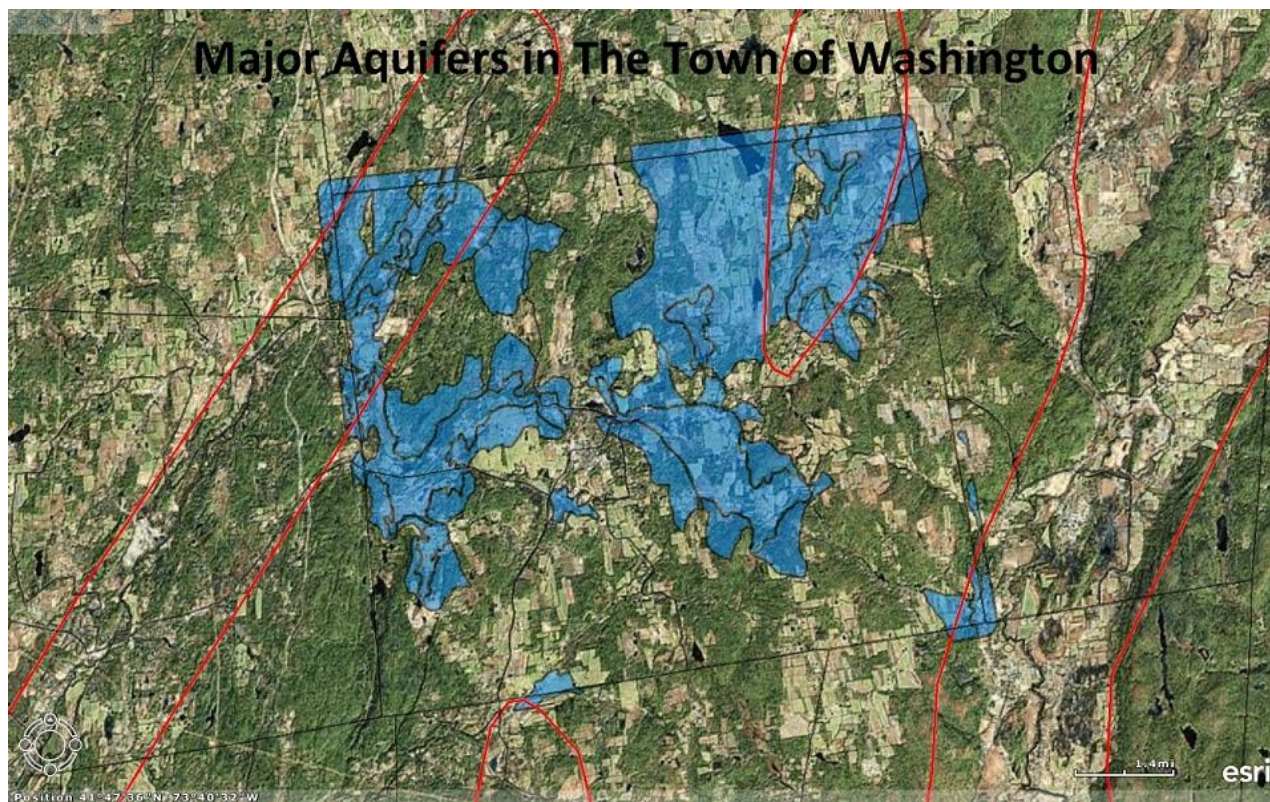 Major Aquifers in The Town of Washington
1.4mi
esri
Position 41°47'36"N, 73°40'32"W